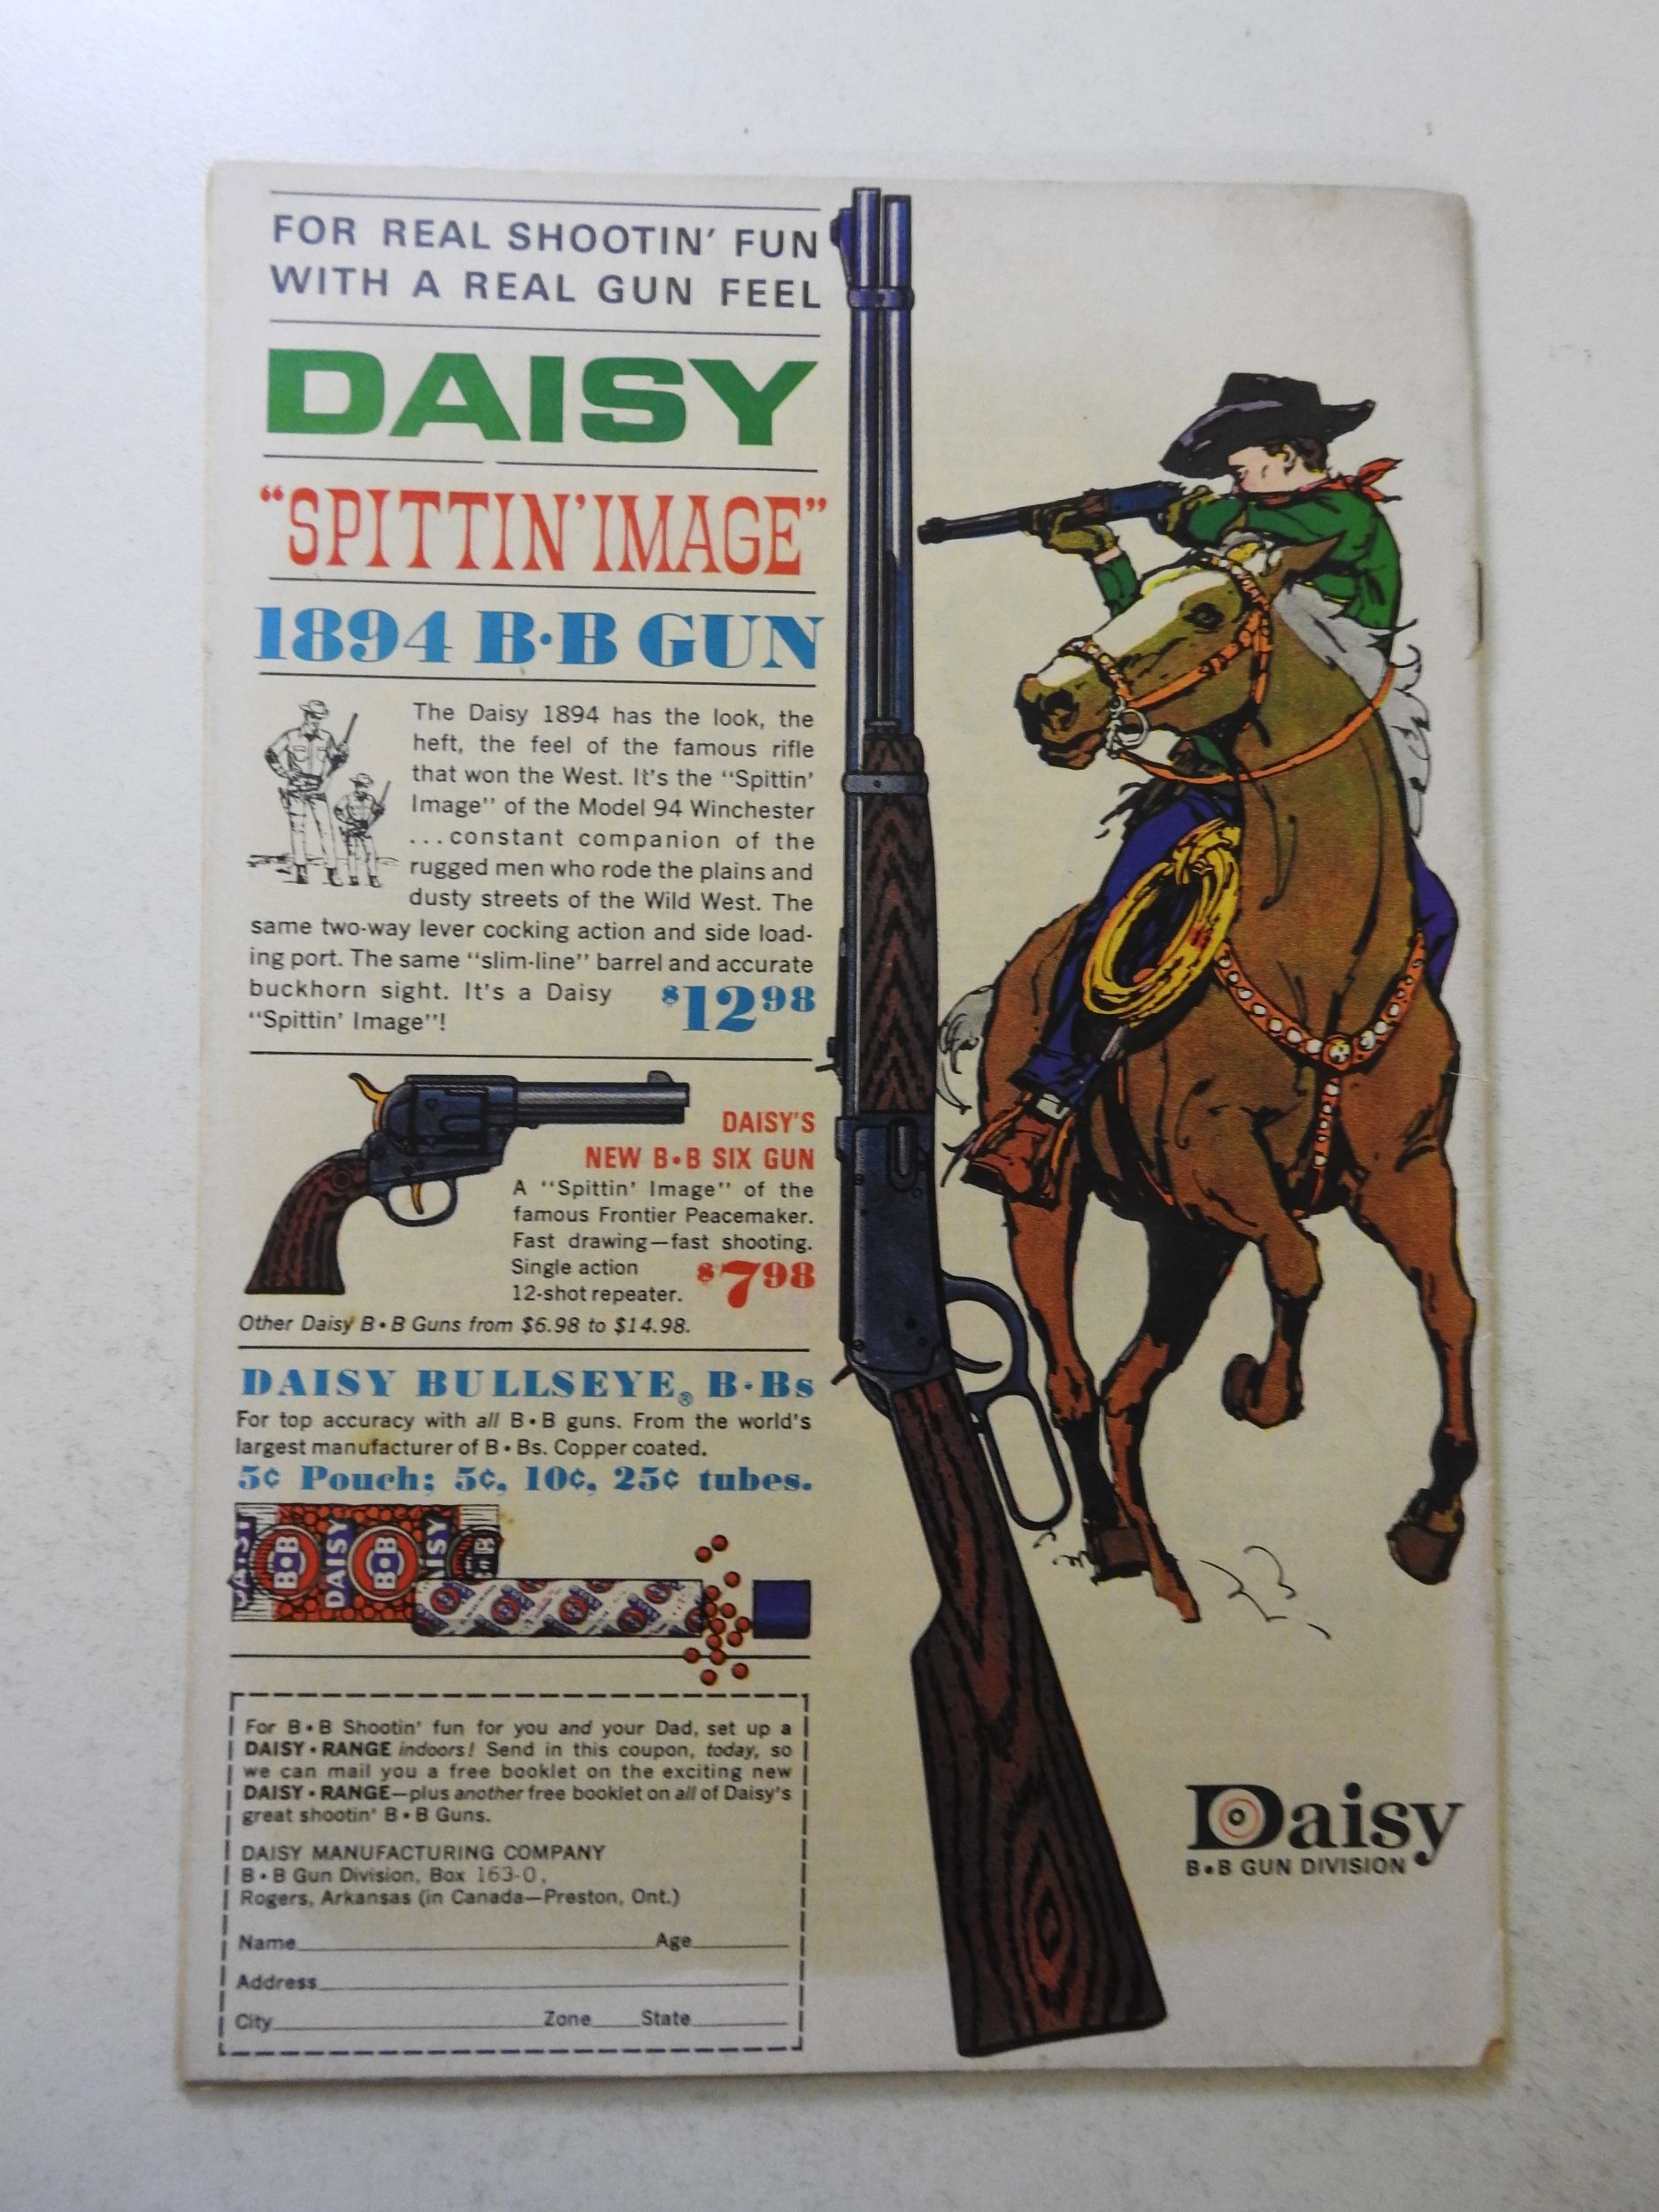 FOR REAL SHOOTIN' FUN
WITH A REAL GUN FEEL
DAISY
"SPITTIN' IMAGE"
1894 B·B GUN
The Daisy 1894 has the look, the
heft, the feel of the famous rifle
that won the West. It's the "Spittin'
Image" of the Model 94 Winchester
...constant companion of the
rugged men who rode the plains and
dusty streets of the Wild West. The
same two-way lever cocking action and side load-
ing port. The same "slim-line" barrel and accurate
buckhorn sight. It's a Daisy
"Spittin' Image"!
$12.98
DAISY'S
NEW B•B SIX GUN
A "Spittin' Image" of the
famous Frontier Peacemaker.
Fast drawing—fast shooting.
Single action
12-shot repeater.
$7.98
Other Daisy B•B Guns from $6.98 to $14.98.
DAISY BULLSEYE® B·Bs
For top accuracy with all B•B guns. From the world's
largest manufacturer of B•Bs. Copper coated.
5¢ Pouch; 5¢, 10¢, 25¢ tubes.
DAISY B•B DAISY B•B DAISY B•B
For B•B Shootin' fun for you and your Dad, set up a
DAISY•RANGE indoors! Send in this coupon, today, so
we can mail you a free booklet on the exciting new
DAISY•RANGE—plus another free booklet on all of Daisy's
great shootin' B•B Guns.
DAISY MANUFACTURING COMPANY
B•B Gun Division, Box 163-O,
Rogers, Arkansas (in Canada—Preston, Ont.)
Name Age
Address
City Zone State
Daisy
B•B GUN DIVISION